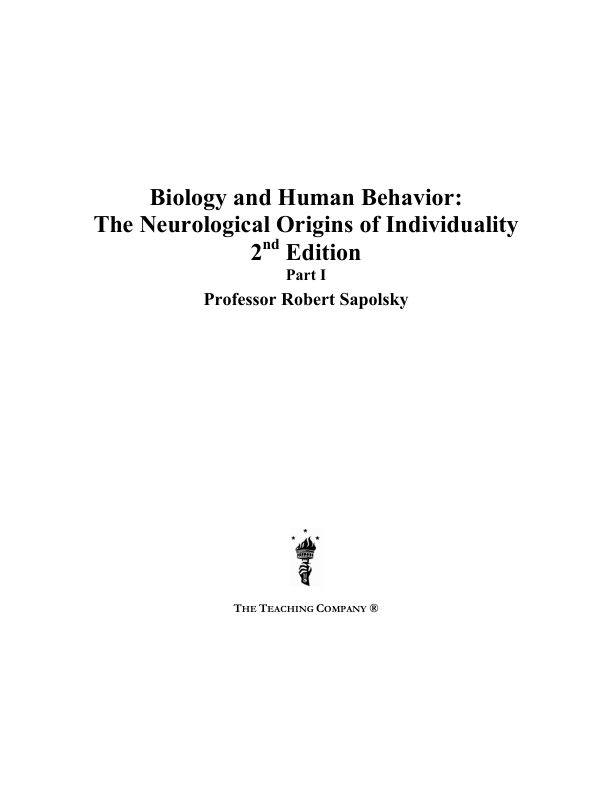 Biology and Human Behavior:
The Neurological Origins of Individuality
2nd Edition
Part I
Professor Robert Sapolsky
THE TEACHING COMPANY ®